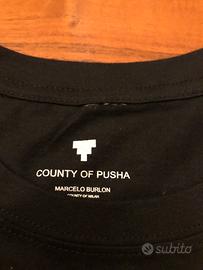 COUNTY OF PUSHA
MARCELO BURLON
COUNTY OF MILAN
subito